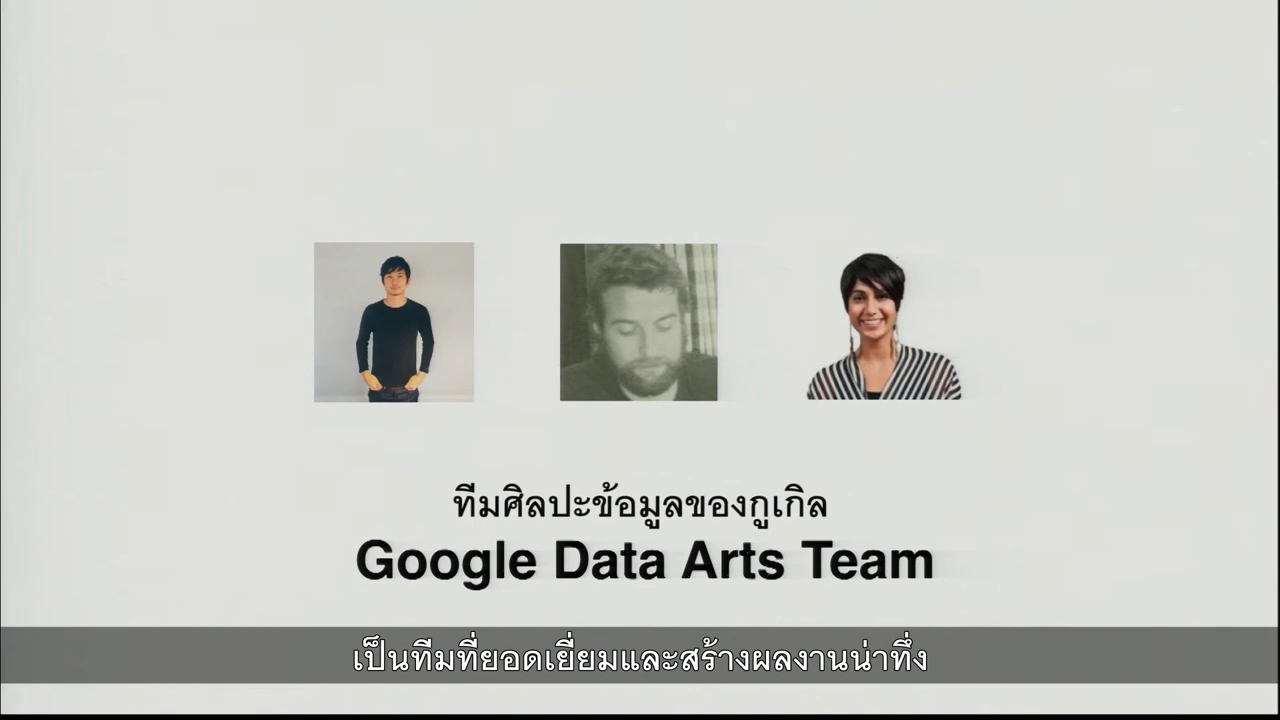 ทีมศิลปะข้อมูลของกูเกิล
Google Data Arts Team
เป็นทีมที่ยอดเยี่ยมและสร้างผลงานน่าทึ่ง